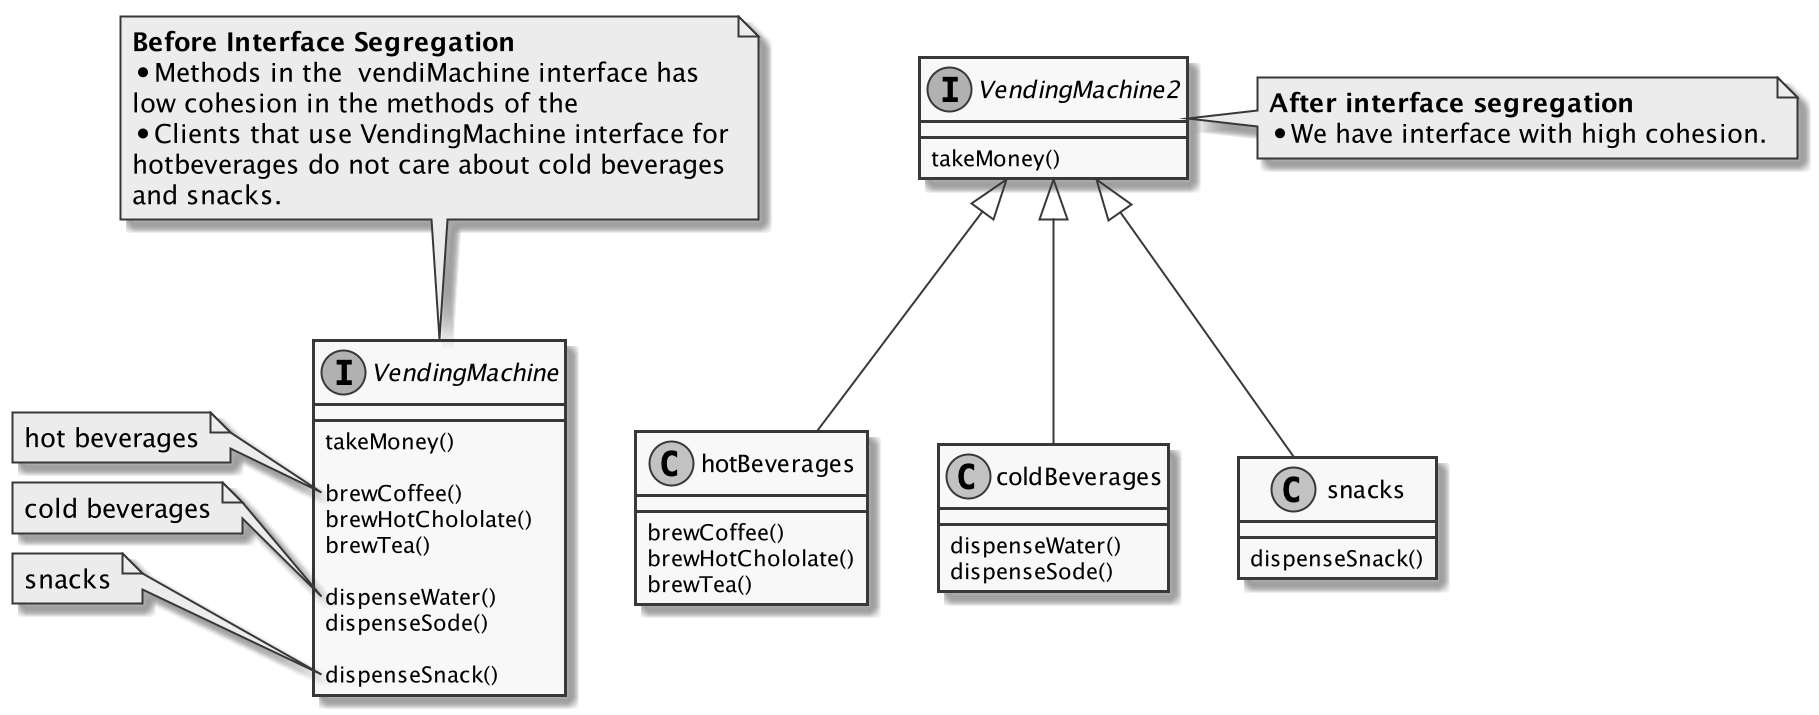 Before Interface Segregation
•Methods in the vendiMachine interface has
low cohesion in the methods of the
•Clients that use VendingMachine interface for
hotbeverages do not care about cold beverages
and snacks.
I VendingMachine2
takeMoney()
After interface segregation
•We have interface with high cohesion.
I VendingMachine
takeMoney()
brewCoffee()
brewHotChololate()
brewTea()
dispenseWater()
dispenseSode()
dispenseSnack()
hot beverages
cold beverages
snacks
C hotBeverages
brewCoffee()
brewHotChololate()
brewTea()
C coldBeverages
dispenseWater()
dispenseSode()
C snacks
dispenseSnack()